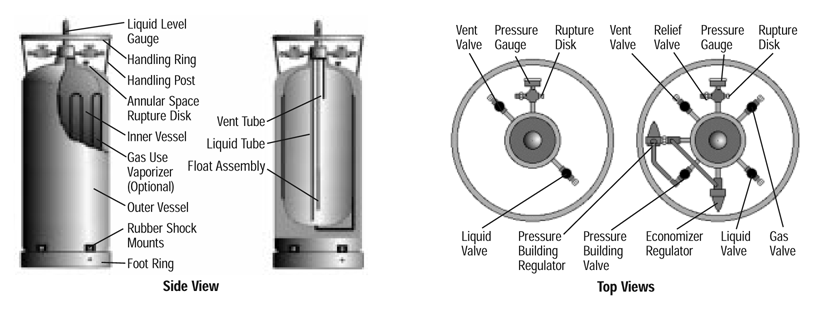 Liquid Level
Gauge
Handling Ring
Handling Post
Annular Space
Rupture Disk
Inner Vessel
Gas Use
Vaporizer
(Optional)
Outer Vessel
Rubber Shock
Mounts
Foot Ring
Vent Tube
Liquid Tube
Float Assembly
Side View
Vent
Valve
Pressure
Gauge
Rupture
Disk
Liquid
Valve
Vent
Valve
Relief
Valve
Pressure
Gauge
Rupture
Disk
Pressure
Building
Regulator
Pressure
Building
Valve
Economizer
Regulator
Liquid
Valve
Gas
Valve
Top Views